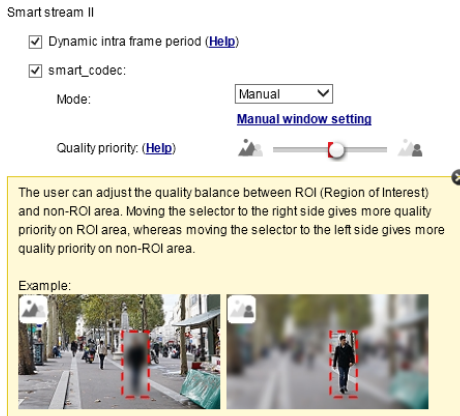 Smart stream II
Dynamic intra frame period (Help)
smart_codec:
Mode: Manual
Manual window setting
Quality priority: (Help)
The user can adjust the quality balance between ROI (Region of Interest)
and non-ROI area. Moving the selector to the right side gives more quality
priority on ROI area, whereas moving the selector to the left side gives more
quality priority on non-ROI area.
Example: